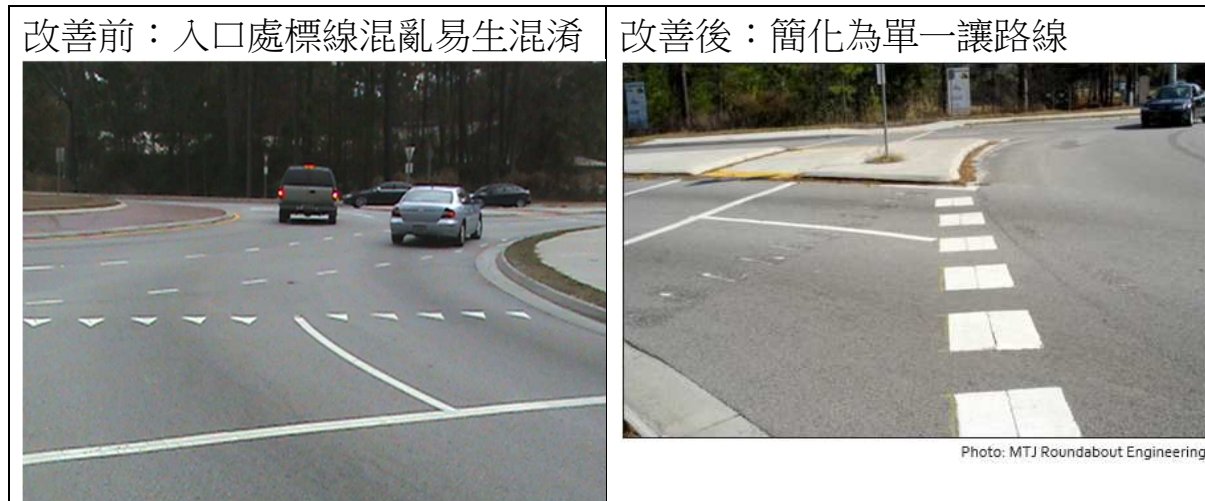 改善前：入口處標線混亂易生混淆
改善後：簡化為單一讓路線
Photo: MTJ Roundabout Engineering